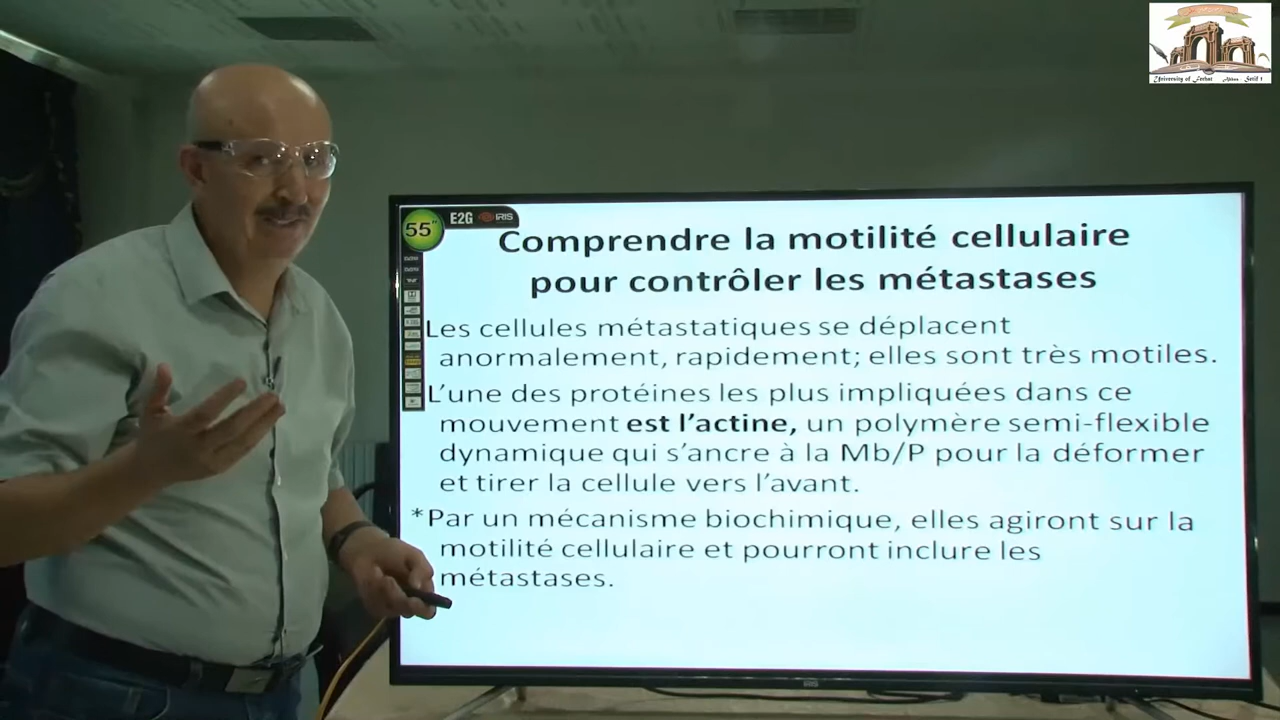 University of Ferhat Abbas - Setif 1
55"
E2G IRIS
Comprendre la motilité cellulaire
pour contrôler les métastases
Les cellules métastatiques se déplacent
anormalement, rapidement; elles sont très motiles.
L'une des protéines les plus impliquées dans ce
mouvement est l'actine, un polymère semi-flexible
dynamique qui s'ancre à la Mb/P pour la déformer
et tirer la cellule vers l'avant.
*Par un mécanisme biochimique, elles agiront sur la
motilité cellulaire et pourront inclure les
métastases.
IRIS